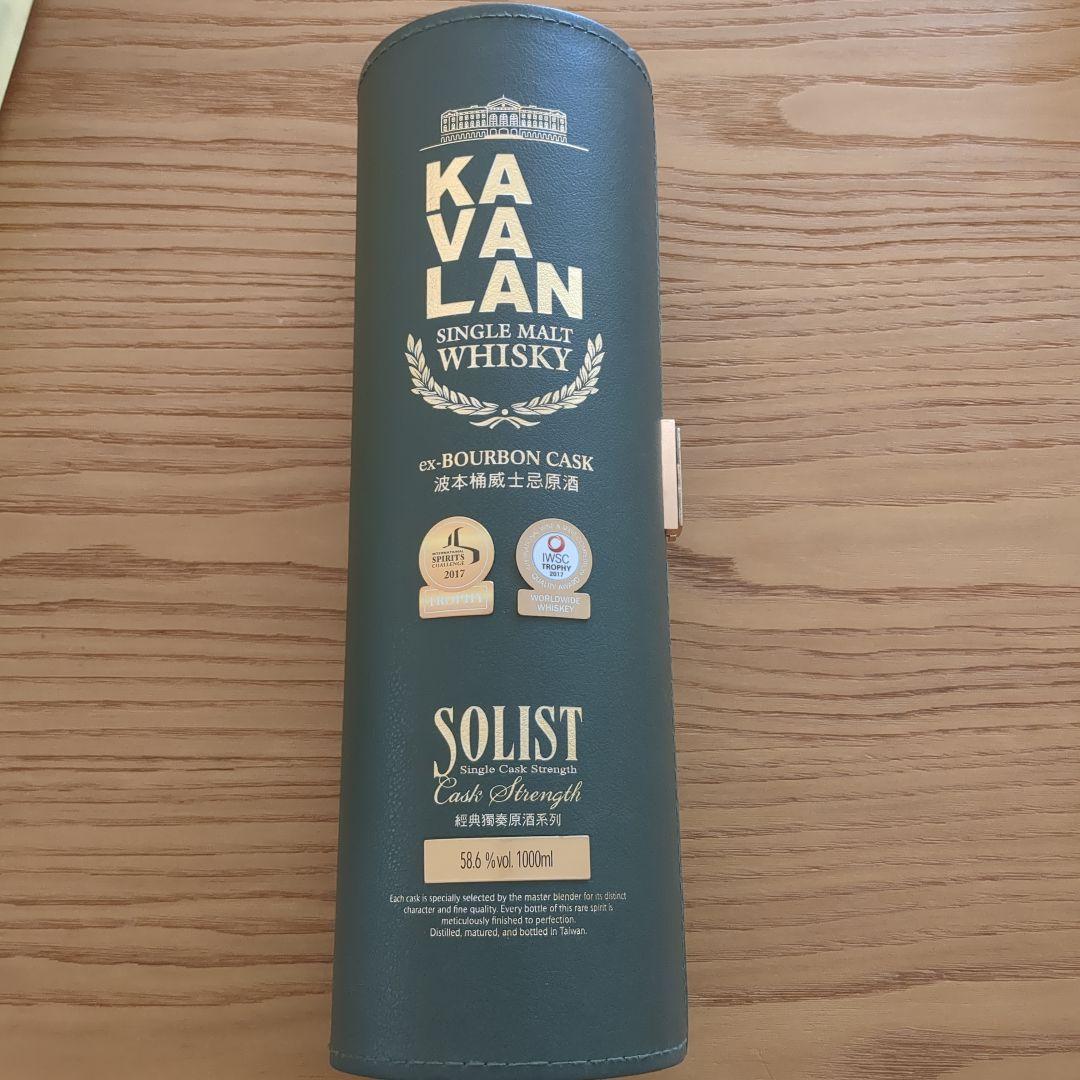 KA
VA
LAN
SINGLE MALT
WHISKY
ex-BOURBON CASK
波本桶威士忌原酒
INTERNATIONAL
SPIRITS
CHALLENGE
2017
TROPHY
IWSC
TROPHY
2017
QUALITY AWARD
WORLDWIDE
WHISKEY
SOLIST
Single Cask Strength
Cask Strength
經典獨奏原酒系列
58.6 %vol. 1000ml
Each cask is specially selected by the master blender for its distinct
character and fine quality. Every bottle of this rare spirit is
meticulously finished to perfection.
Distilled, matured, and bottled in Taiwan.